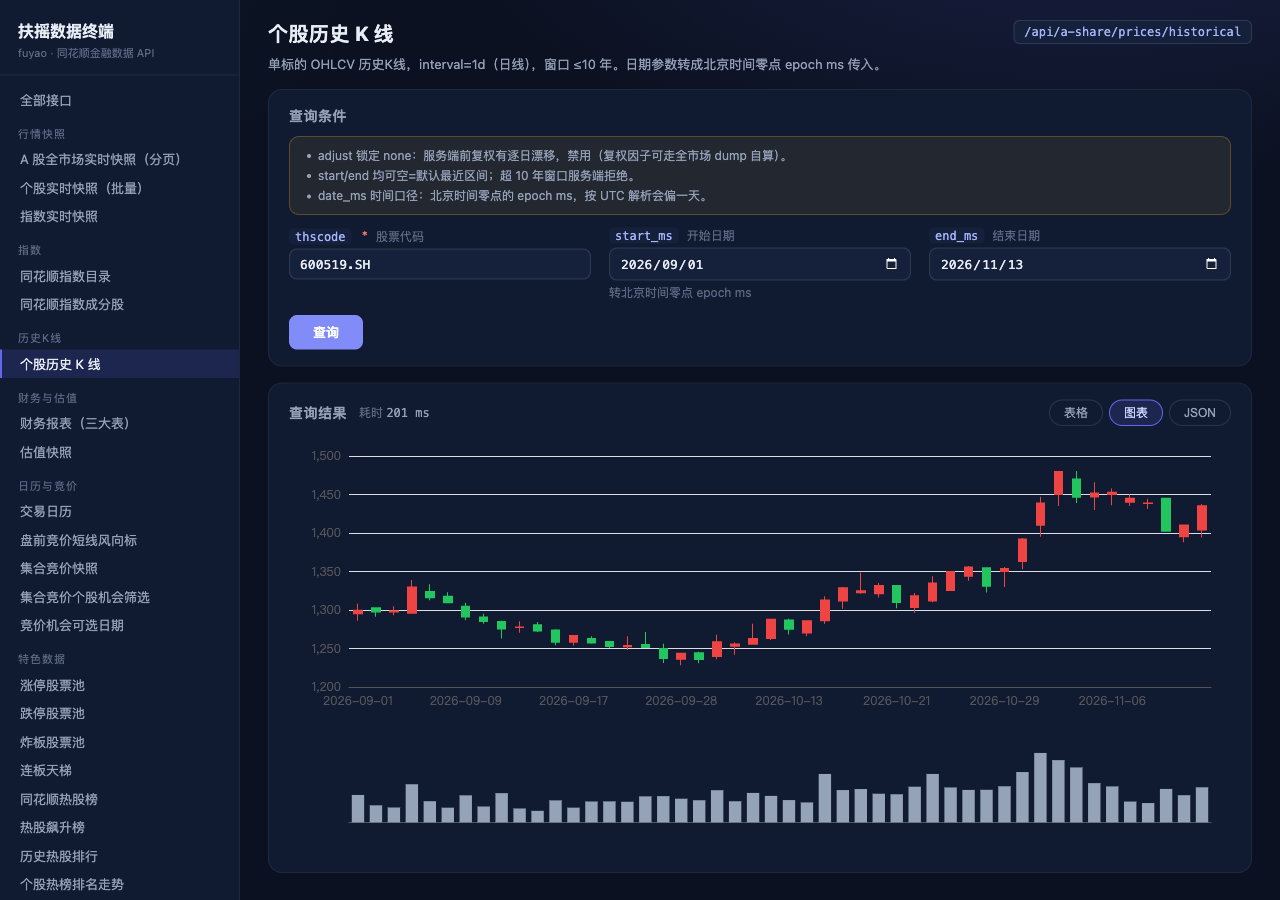 扶摇数据终端
fuyao · 同花顺金融数据 API
全部接口
行情快照
A 股全市场实时快照（分页）
个股实时快照（批量）
指数实时快照
指数
同花顺指数目录
同花顺指数成分股
历史K线
个股历史 K 线
财务与估值
财务报表（三大表）
估值快照
日历与竞价
交易日历
盘前竞价短线风向标
集合竞价快照
集合竞价个股机会筛选
竞价机会可选日期
特色数据
涨停股票池
跌停股票池
炸板股票池
连板天梯
同花顺热股榜
热股飙升榜
历史热股排行
个股热榜排名走势
个股历史 K 线
/api/a-share/prices/historical
单标的 OHLCV 历史K线，interval=1d（日线），窗口 ≤10 年。日期参数转成北京时间零点 epoch ms 传入。
查询条件
• adjust 锁定 none：服务端前复权有逐日漂移，禁用（复权因子可走全市场 dump 自算）。
• start/end 均可空=默认最近区间；超 10 年窗口服务端拒绝。
• date_ms 时间口径：北京时间零点的 epoch ms，按 UTC 解析会偏一天。
thscode * 股票代码
start_ms 开始日期
end_ms 结束日期
600519.SH
2026/09/01
2026/11/13
转北京时间零点 epoch ms
查询
查询结果 耗时 201 ms
表格 图表 JSON
1,500
1,450
1,400
1,350
1,300
1,250
1,200
2026-09-01 2026-09-09 2026-09-17 2026-09-28 2026-10-13 2026-10-21 2026-10-29 2026-11-06